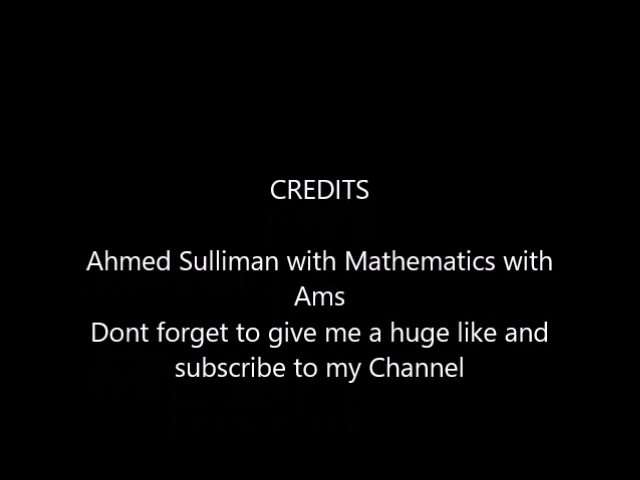 CREDITS
Ahmed Sulliman with Mathematics with
Ams
Dont forget to give me a huge like and
subscribe to my Channel